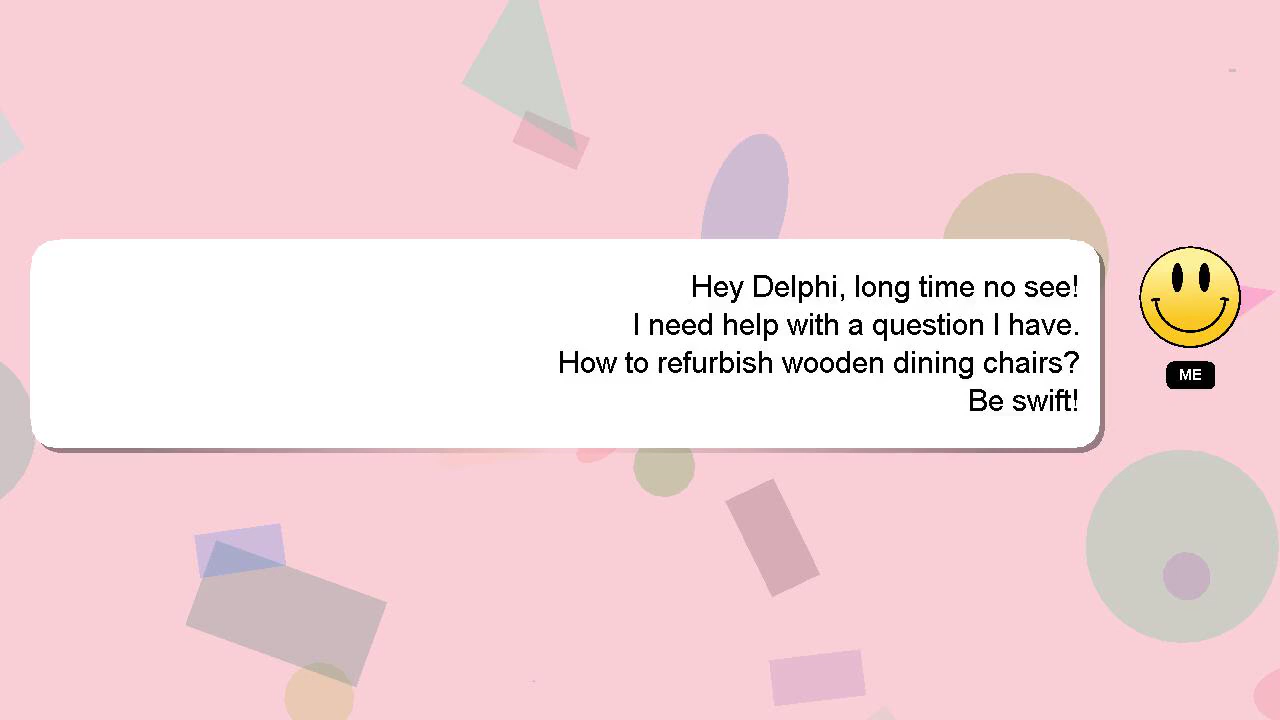 Hey Delphi, long time no see!
I need help with a question I have.
How to refurbish wooden dining chairs?
Be swift!
ME